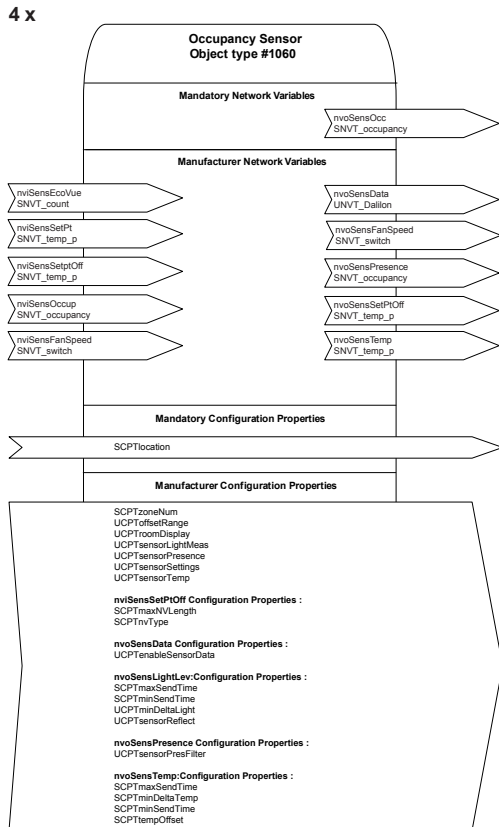 4 x
Occupancy Sensor
Object type #1060
Mandatory Network Variables
nvoSensOcc
SNVT_occupancy
Manufacturer Network Variables
nviSensEcoVue
SNVT_count
nvoSensData
UNVT_Dalilon
nviSensSetPt
SNVT_temp_p
nvoSensFanSpeed
SNVT_switch
nviSensSetptOff
SNVT_temp_p
nvoSensPresence
SNVT_occupancy
nviSensOccup
SNVT_occupancy
nvoSensSetPtOff
SNVT_temp_p
nviSensFanSpeed
SNVT_switch
nvoSensTemp
SNVT_temp_p
Mandatory Configuration Properties
SCPTlocation
Manufacturer Configuration Properties
SCPTzoneNum
UCPToffsetRange
UCPTroomDisplay
UCPTsensorLightMeas
UCPTsensorPresence
UCPTsensorSettings
UCPTsensorTemp
nviSensSetPtOff Configuration Properties :
SCPTmaxNVLength
SCPTnvType
nvoSensData Configuration Properties :
UCPTenableSensorData
nvoSensLightLev:Configuration Properties :
SCPTmaxSendTime
SCPTminSendTime
UCPTminDeltaLight
UCPTsensorReflect
nvoSensPresence Configuration Properties :
UCPTsensorPresFilter
nvoSensTemp:Configuration Properties :
SCPTmaxSendTime
SCPTminDeltaTemp
SCPTminSendTime
SCPTtempOffset